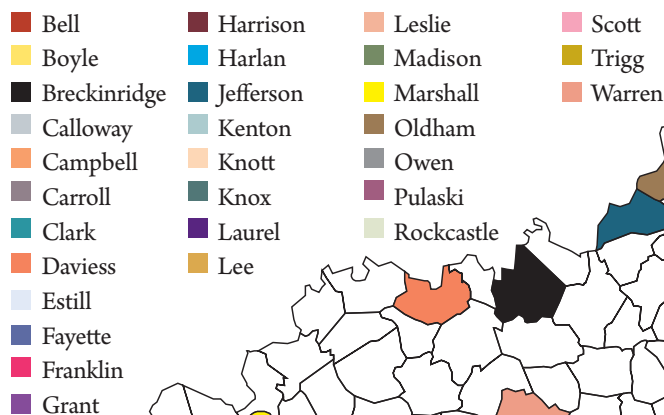 Bell
Boyle
Breckinridge
Calloway
Campbell
Carroll
Clark
Daviess
Estill
Fayette
Franklin
Grant
Harrison
Harlan
Jefferson
Kenton
Knott
Knox
Laurel
Lee
Leslie
Madison
Marshall
Oldham
Owen
Pulaski
Rockcastle
Scott
Trigg
Warren